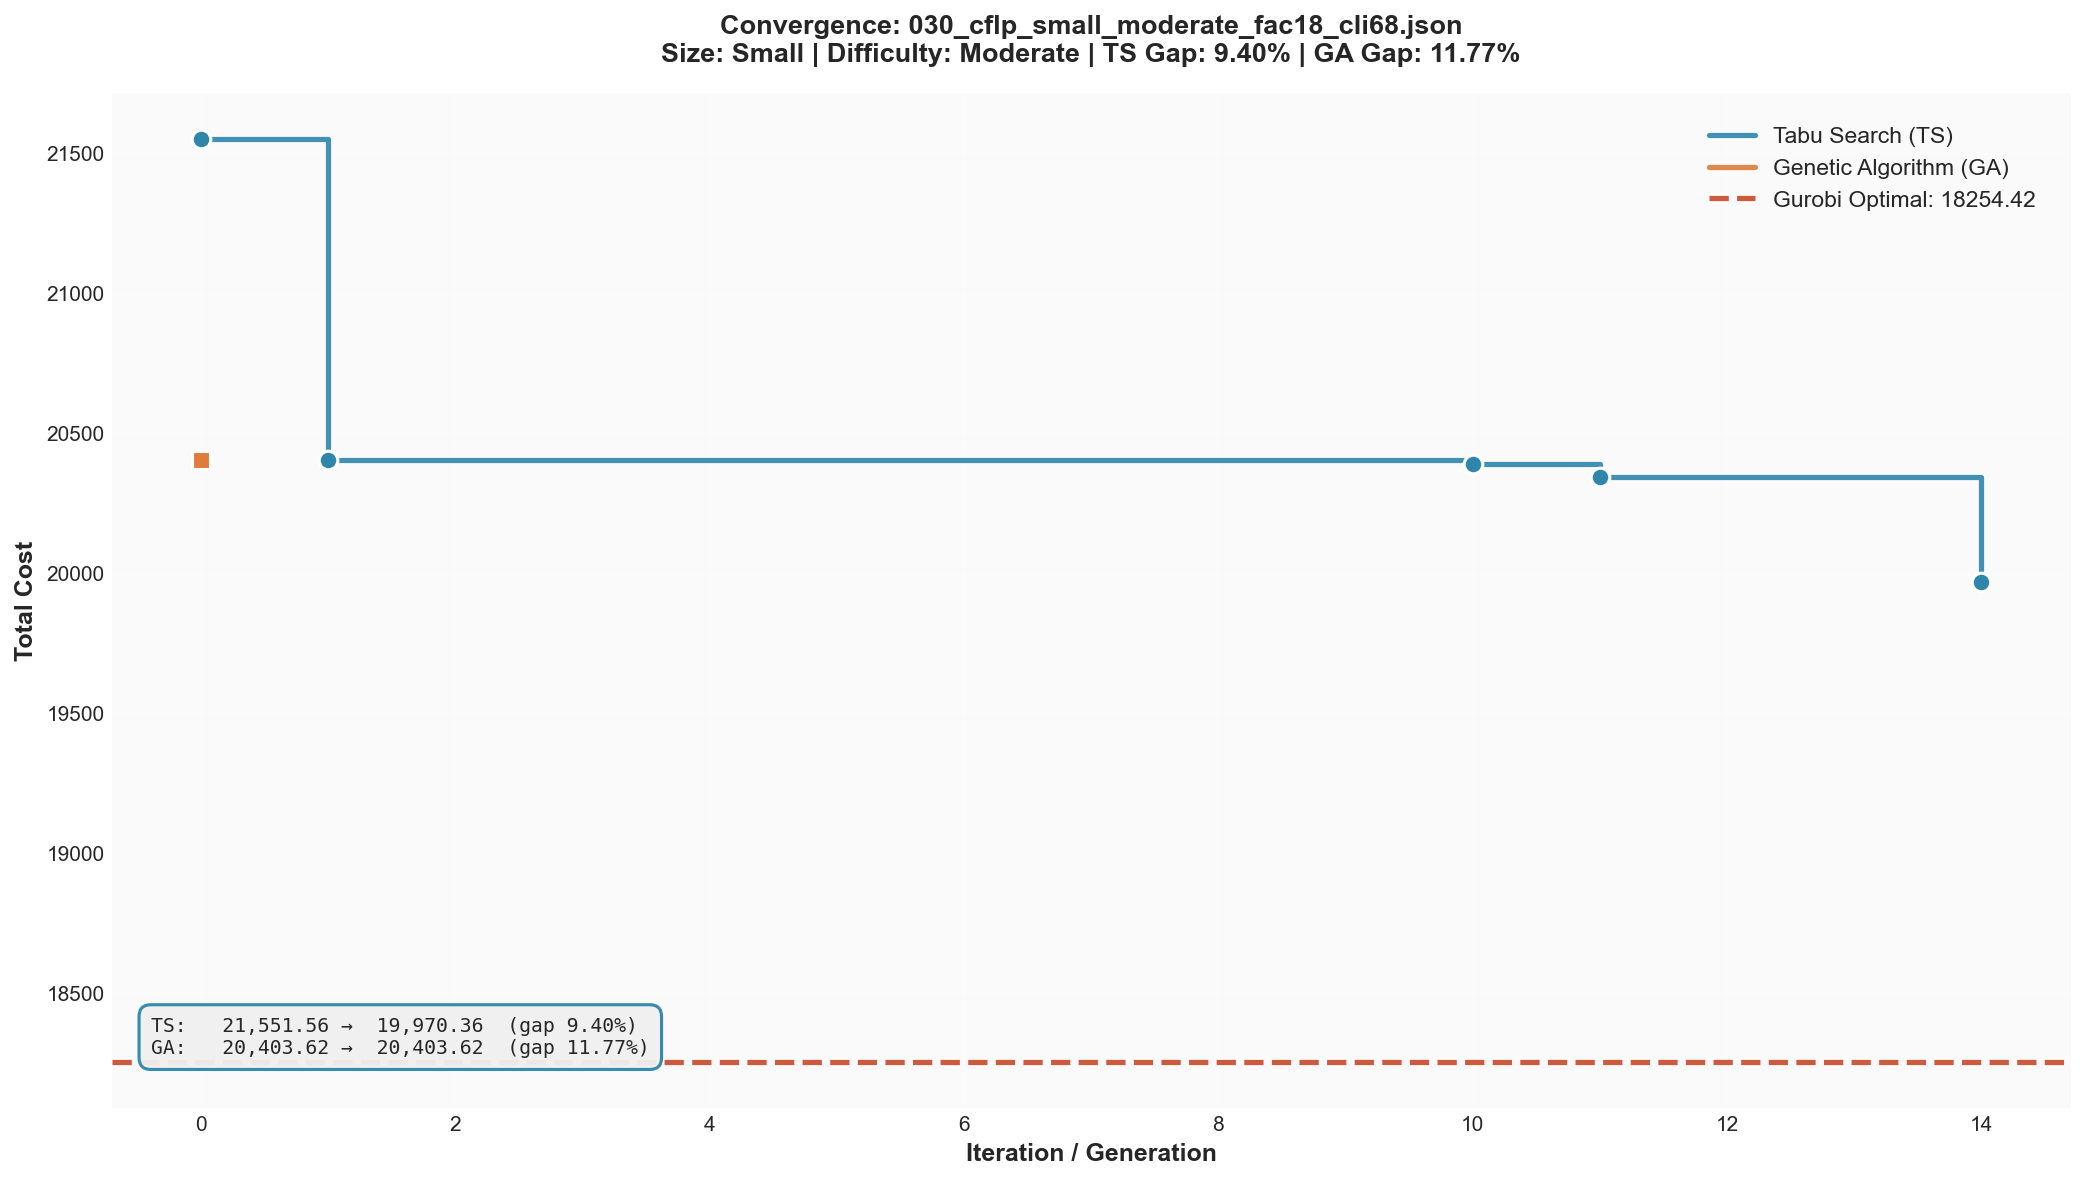 Convergence: 030_cflp_small_moderate_fac18_cli68.json
Size: Small | Difficulty: Moderate | TS Gap: 9.40% | GA Gap: 11.77%
Tabu Search (TS)
Genetic Algorithm (GA)
Gurobi Optimal: 18254.42
Total Cost
21500
21000
20500
20000
19500
19000
18500
TS: 21,551.56 → 19,970.36 (gap 9.40%)
GA: 20,403.62 → 20,403.62 (gap 11.77%)
0 2 4 6 8 10 12 14
Iteration / Generation